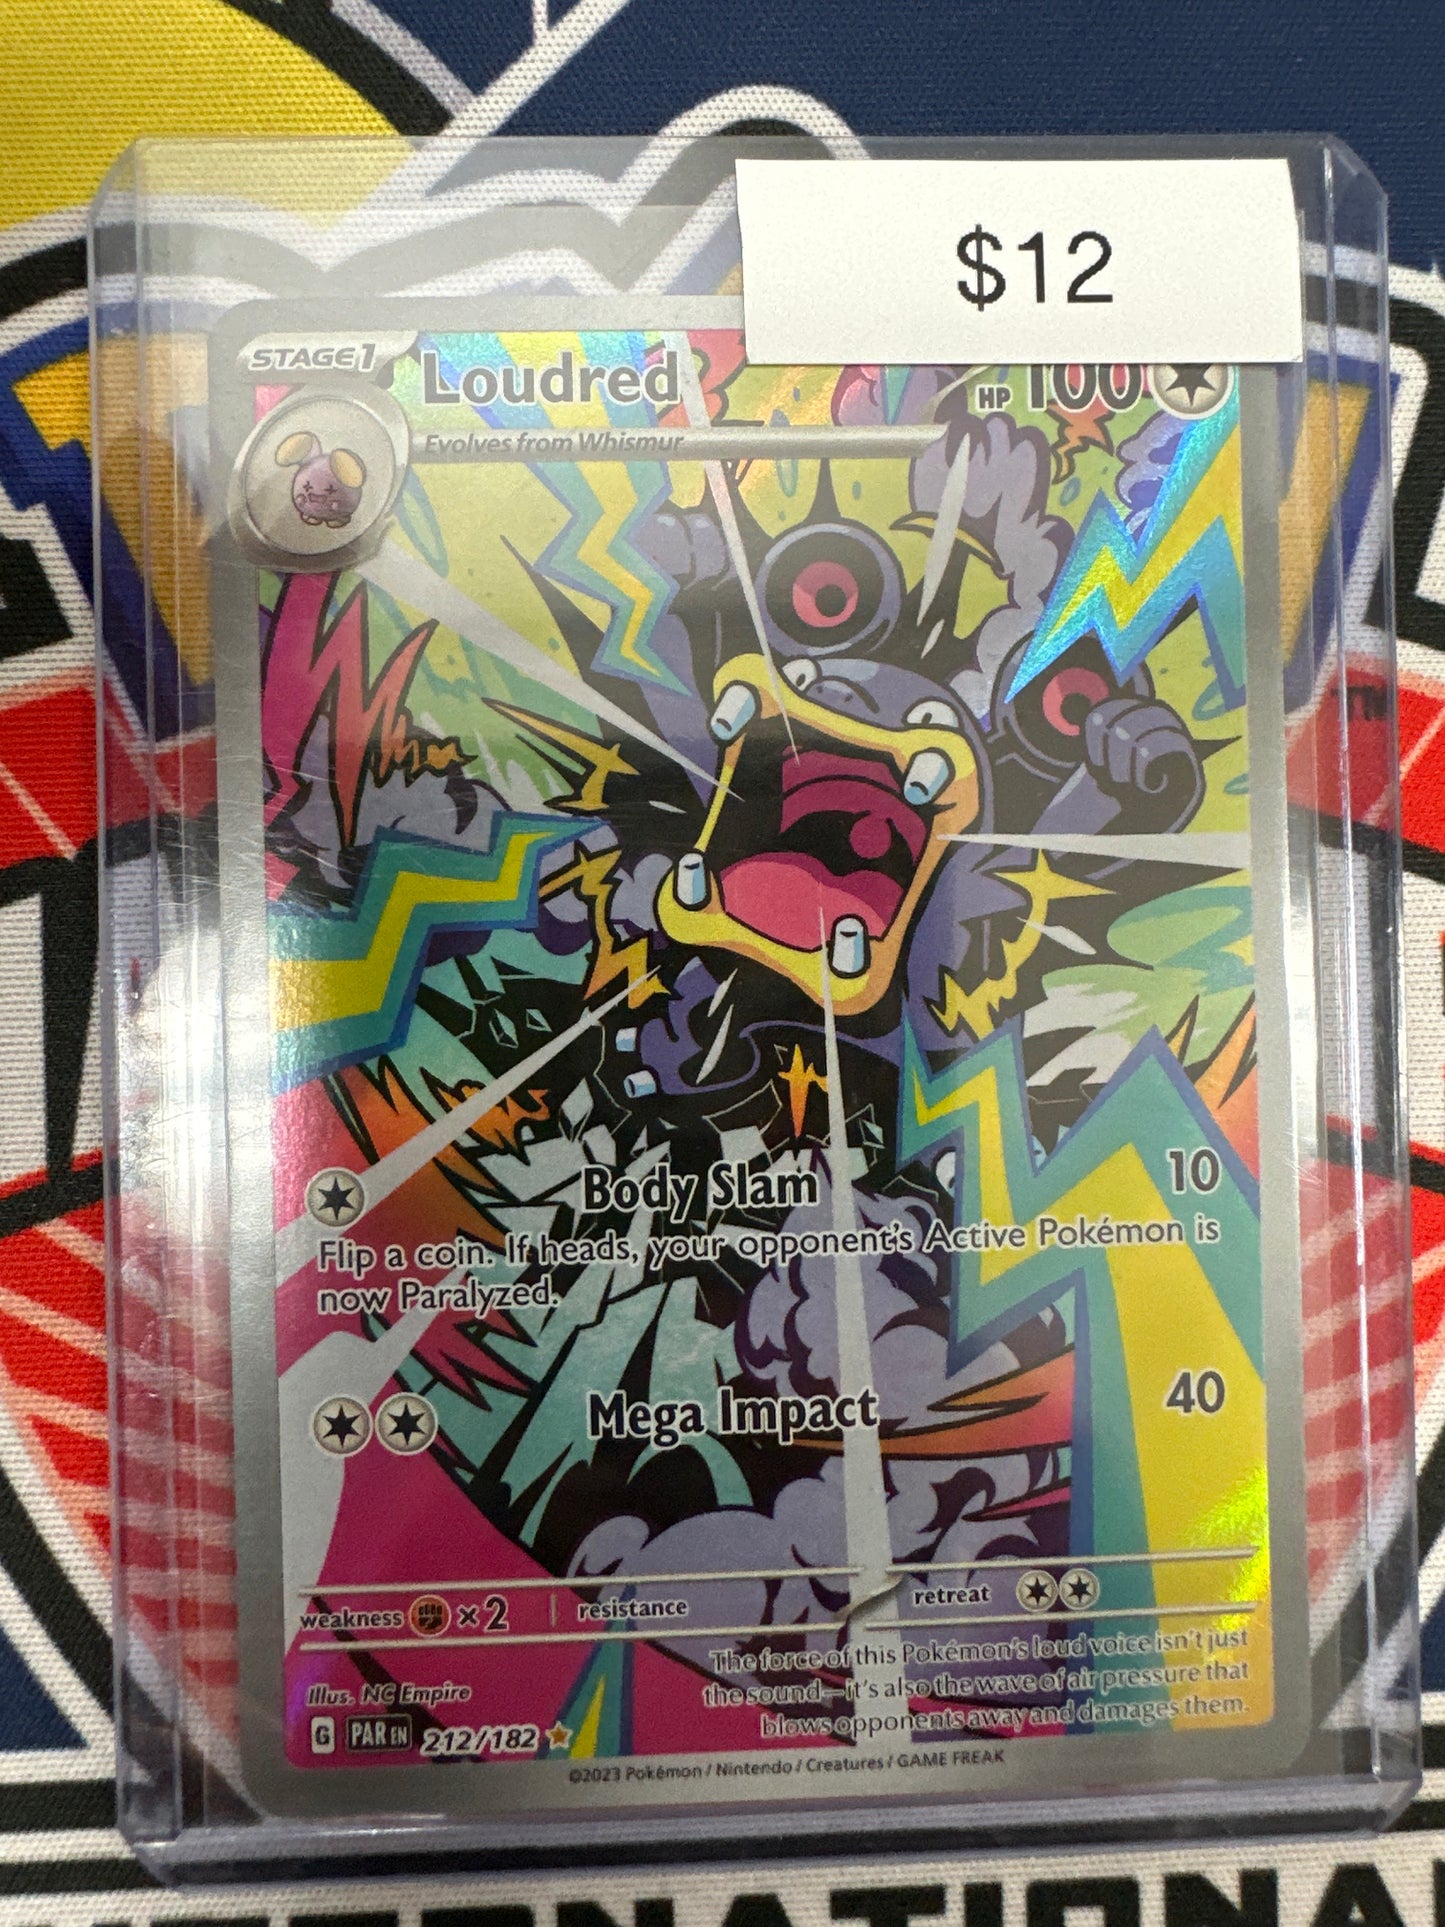 $12
STAGE 1 Loudred HP 100
Evolves from Whismur
Body Slam 10
Flip a coin. If heads, your opponent's Active Pokémon is
now Paralyzed.
Mega Impact 40
weakness ×2 resistance retreat
The force of this Pokémon's loud voice isn't just
the sound—it's also the wave of air pressure that
blows opponents away and damages them.
Illus. NC Empire
G PAR EN 212/182
©2023 Pokémon / Nintendo / Creatures / GAME FREAK